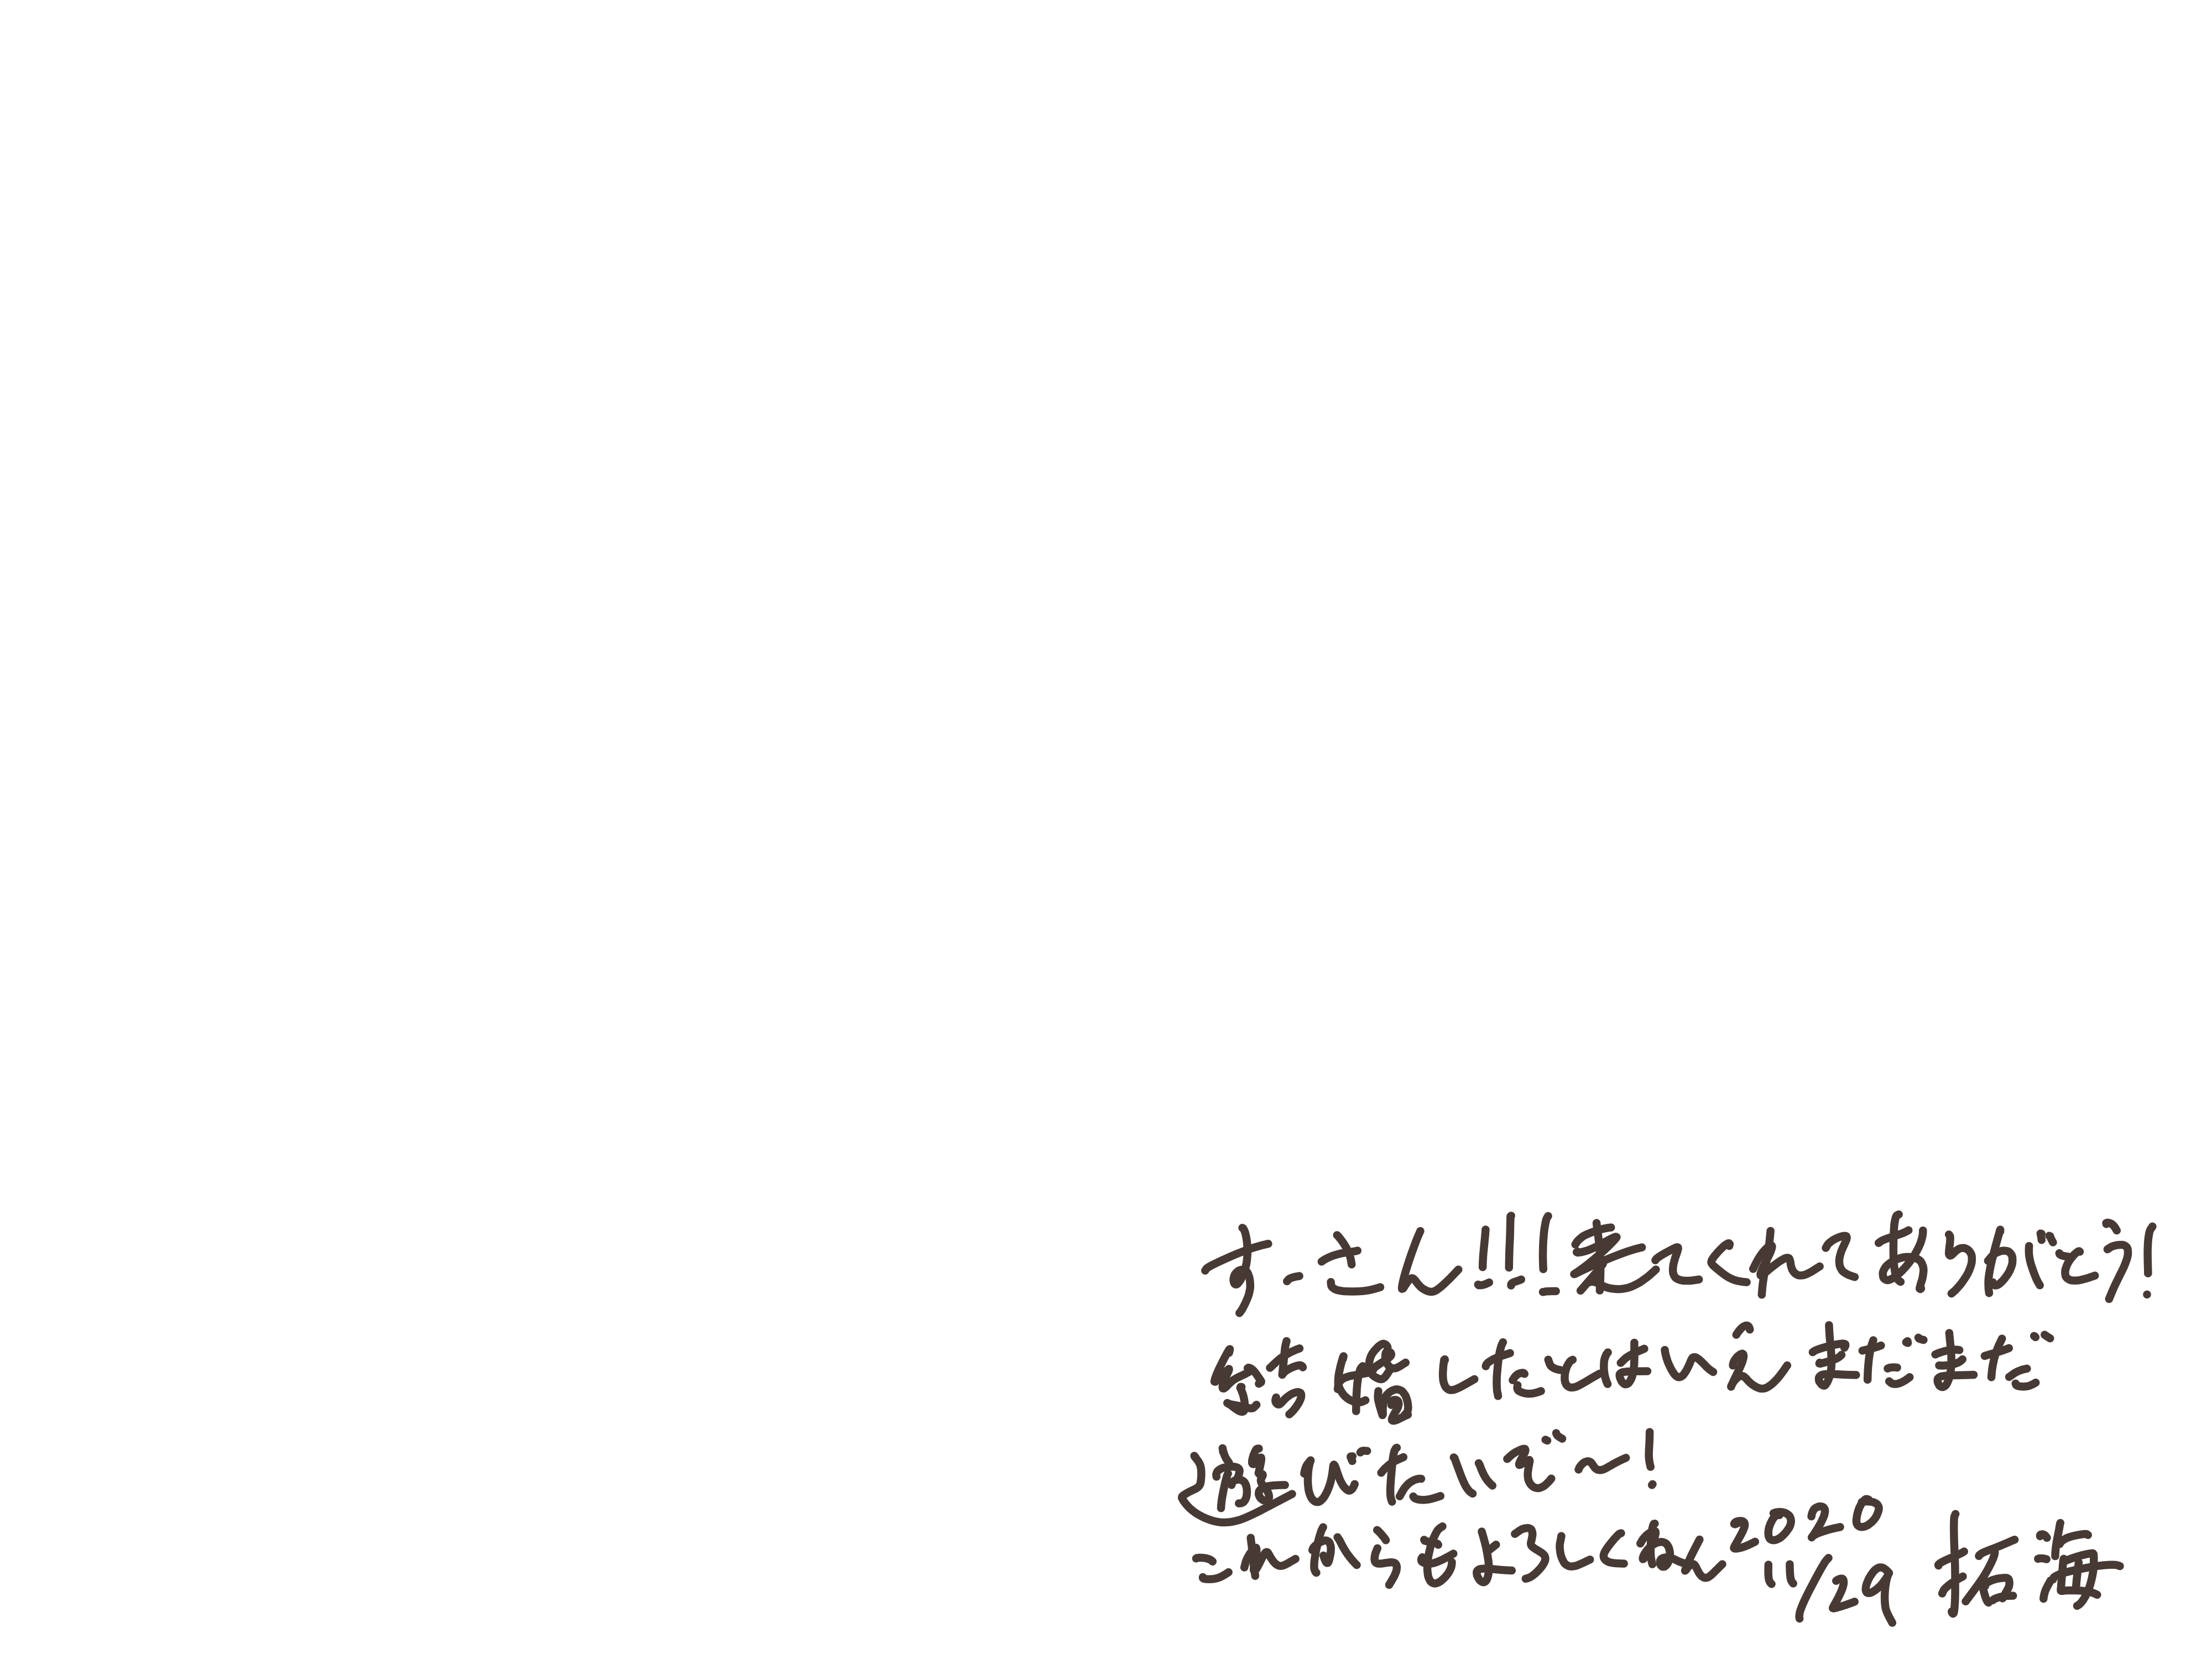 すーさん!!!来てくれてありがとう!
結婚したとはいえまだまだ
遊びたいぞ〜!
これからもよろしくね 2020 11/29 拓海